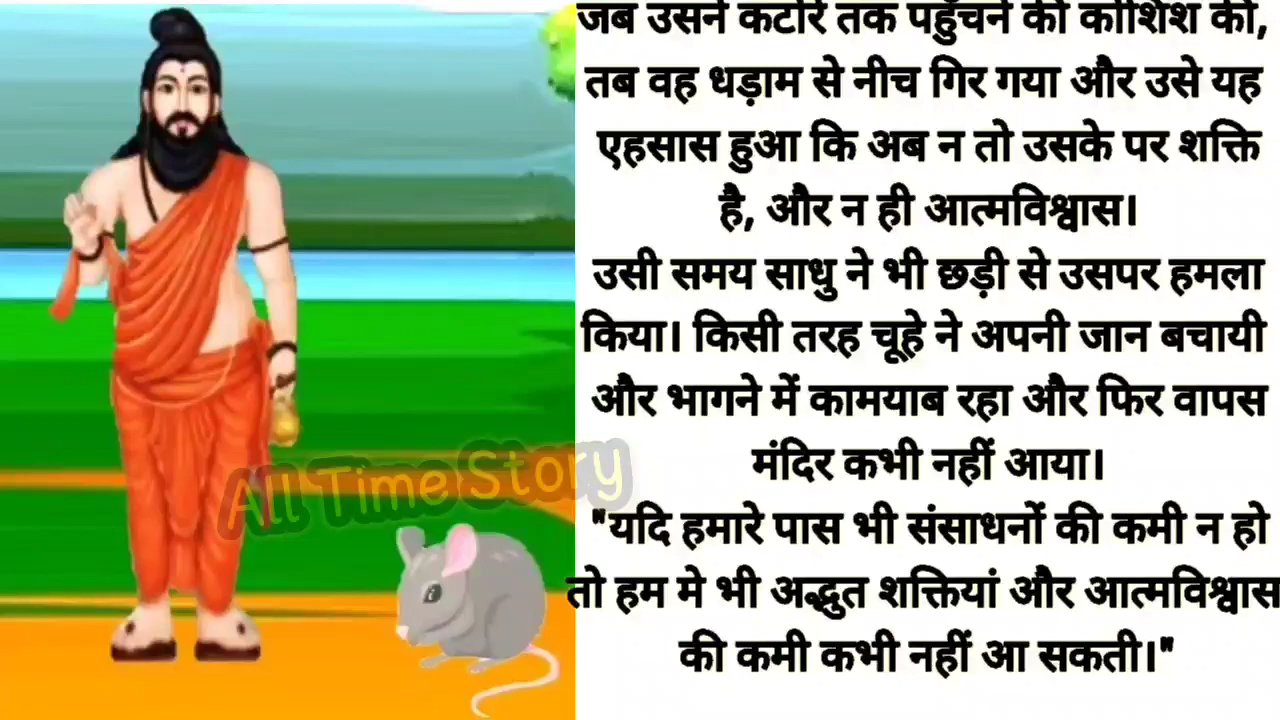 जब उसने कटोरे तक पहुँचने की कोशिश की,
तब वह धड़ाम से नीच गिर गया और उसे यह
एहसास हुआ कि अब न तो उसके पर शक्ति
है, और न ही आत्मविश्वास।
उसी समय साधु ने भी छड़ी से उसपर हमला
किया। किसी तरह चूहे ने अपनी जान बचायी
और भागने में कामयाब रहा और फिर वापस
मंदिर कभी नहीं आया।
"यदि हमारे पास भी संसाधनों की कमी न हो
तो हम मे भी अद्भुत शक्तियां और आत्मविश्वास
की कमी कभी नहीं आ सकती।"
All Time Story